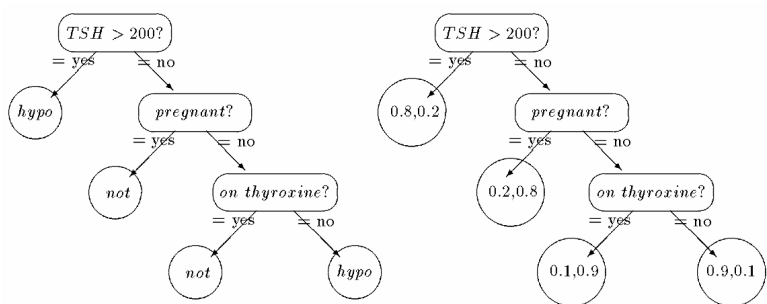 TSH > 200?
= yes
= no
hypo
pregnant?
= yes
= no
not
on thyroxine?
= yes
= no
not
hypo
TSH > 200?
= yes
= no
0.8,0.2
pregnant?
= yes
= no
0.2,0.8
on thyroxine?
= yes
= no
0.1,0.9
0.9,0.1